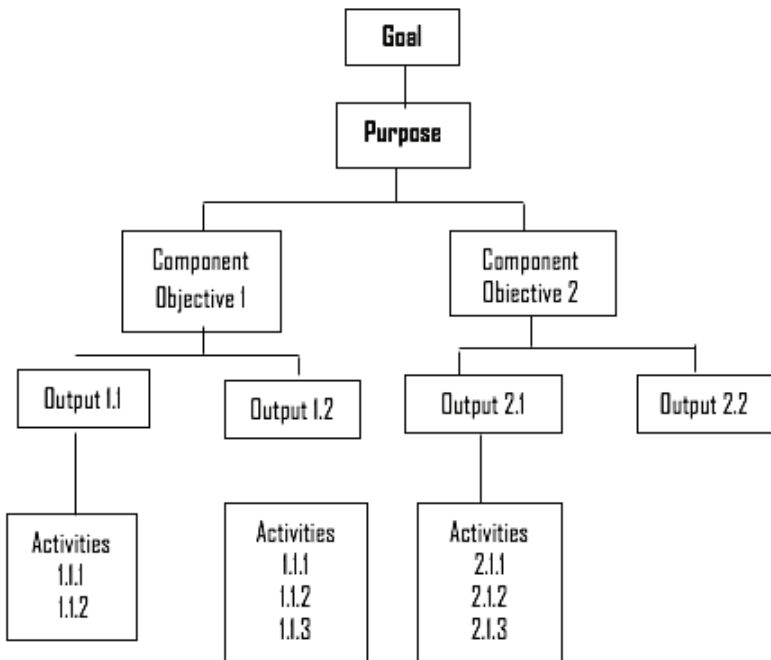 Goal
Purpose
Component
Objective 1
Component
Obiective 2
Output 1.1
Output 1.2
Output 2.1
Output 2.2
Activities
1.1.1
1.1.2
Activities
1.1.1
1.1.2
1.1.3
Activities
2.1.1
2.1.2
2.1.3